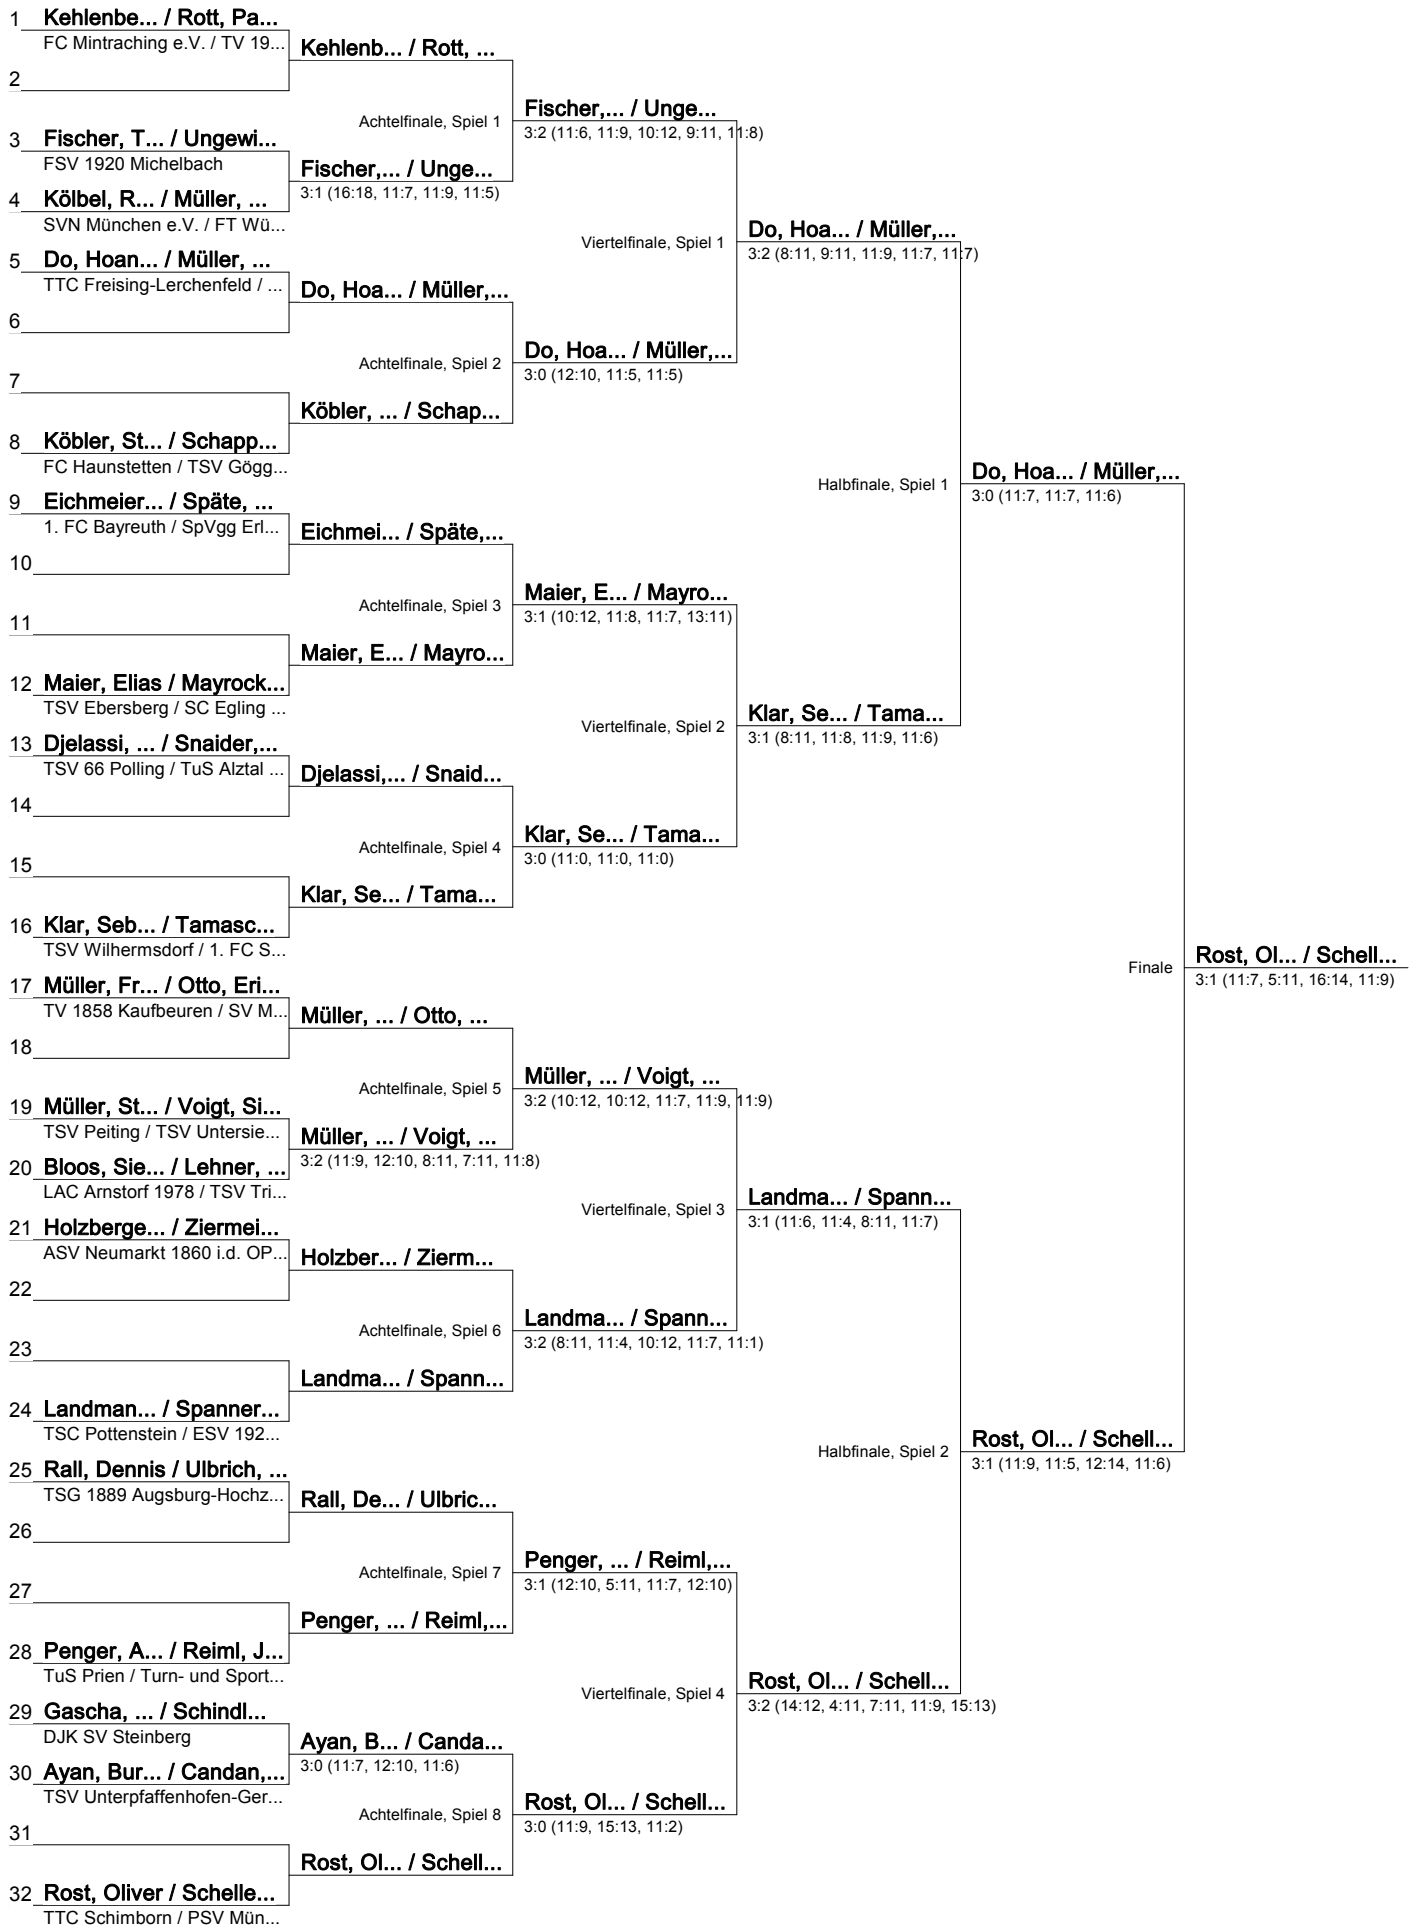 1 Kehlenbe... / Rott, Pa...
FC Mintraching e.V. / TV 19...
Kehlenb... / Rott, ...
2
Achtelfinale, Spiel 1
Fischer,... / Unge...
3:2 (11:6, 11:9, 10:12, 9:11, 11:8)
3 Fischer, T... / Ungewi...
FSV 1920 Michelbach
Fischer,... / Unge...
3:1 (16:18, 11:7, 11:9, 11:5)
4 Kölbel, R... / Müller, ...
SVN München e.V. / FT Wü...
Viertelfinale, Spiel 1
Do, Hoa... / Müller,...
3:2 (8:11, 9:11, 11:9, 11:7, 11:7)
5 Do, Hoan... / Müller, ...
TTC Freising-Lerchenfeld / ...
Do, Hoa... / Müller,...
6
Achtelfinale, Spiel 2
Do, Hoa... / Müller,...
3:0 (12:10, 11:5, 11:5)
7
Köbler, ... / Schap...
8 Köbler, St... / Schapp...
FC Haunstetten / TSV Gögg...
Halbfinale, Spiel 1
Do, Hoa... / Müller,...
3:0 (11:7, 11:7, 11:6)
9 Eichmeier... / Späte, ...
1. FC Bayreuth / SpVgg Erl...
Eichmei... / Späte,...
10
Achtelfinale, Spiel 3
Maier, E... / Mayro...
3:1 (10:12, 11:8, 11:7, 13:11)
11
Maier, E... / Mayro...
12 Maier, Elias / Mayrock...
TSV Ebersberg / SC Egling ...
Viertelfinale, Spiel 2
Klar, Se... / Tama...
3:1 (8:11, 11:8, 11:9, 11:6)
13 Djelassi, ... / Snaider,...
TSV 66 Polling / TuS Alztal ...
Djelassi,... / Snaid...
14
Achtelfinale, Spiel 4
Klar, Se... / Tama...
3:0 (11:0, 11:0, 11:0)
15
Klar, Se... / Tama...
16 Klar, Seb... / Tamasc...
TSV Wilhermsdorf / 1. FC S...
Finale
Rost, Ol... / Schell...
3:1 (11:7, 5:11, 16:14, 11:9)
17 Müller, Fr... / Otto, Eri...
TV 1858 Kaufbeuren / SV M...
Müller, ... / Otto, ...
18
Achtelfinale, Spiel 5
Müller, ... / Voigt, ...
3:2 (10:12, 10:12, 11:7, 11:9, 11:9)
19 Müller, St... / Voigt, Si...
TSV Peiting / TSV Untersie...
Müller, ... / Voigt, ...
3:2 (11:9, 12:10, 8:11, 7:11, 11:8)
20 Bloos, Sie... / Lehner, ...
LAC Arnstorf 1978 / TSV Tri...
Viertelfinale, Spiel 3
Landma... / Spann...
3:1 (11:6, 11:4, 8:11, 11:7)
21 Holzberge... / Ziermei...
ASV Neumarkt 1860 i.d. OP...
Holzber... / Zierm...
22
Achtelfinale, Spiel 6
Landma... / Spann...
3:2 (8:11, 11:4, 10:12, 11:7, 11:1)
23
Landma... / Spann...
24 Landman... / Spanner...
TSC Pottenstein / ESV 192...
Halbfinale, Spiel 2
Rost, Ol... / Schell...
3:1 (11:9, 11:5, 12:14, 11:6)
25 Rall, Dennis / Ulbrich, ...
TSG 1889 Augsburg-Hochz...
Rall, De... / Ulbric...
26
Achtelfinale, Spiel 7
Penger, ... / Reiml,...
3:1 (12:10, 5:11, 11:7, 12:10)
27
Penger, ... / Reiml,...
28 Penger, A... / Reiml, J...
TuS Prien / Turn- und Sport...
Viertelfinale, Spiel 4
Rost, Ol... / Schell...
3:2 (14:12, 4:11, 7:11, 11:9, 15:13)
29 Gascha, ... / Schindl...
DJK SV Steinberg
Ayan, B... / Canda...
3:0 (11:7, 12:10, 11:6)
30 Ayan, Bur... / Candan,...
TSV Unterpfaffenhofen-Ger...
Achtelfinale, Spiel 8
Rost, Ol... / Schell...
3:0 (11:9, 15:13, 11:2)
31
Rost, Ol... / Schell...
32 Rost, Oliver / Schelle...
TTC Schimborn / PSV Mün...